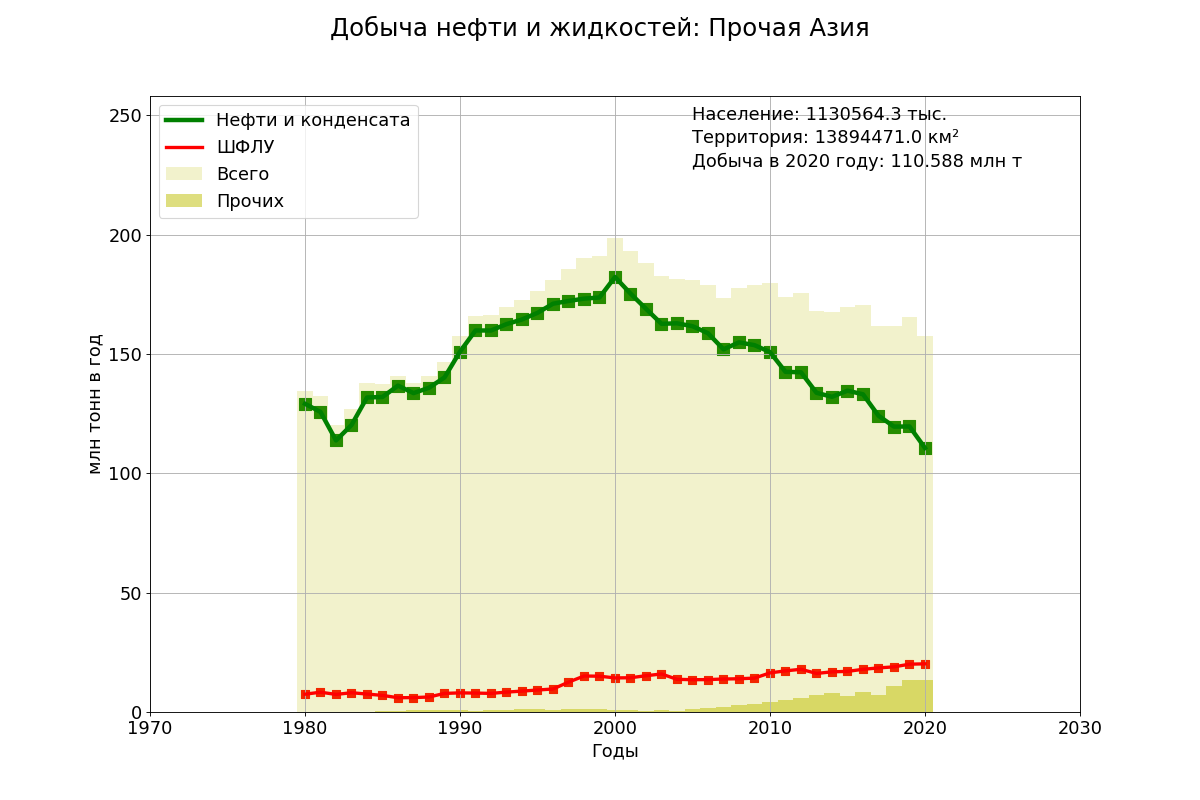 Добыча нефти и жидкостей: Прочая Азия
Нефти и конденсата
ШФЛУ
Всего
Прочих
Население: 1130564.3 тыс.
Территория: 13894471.0 км²
Добыча в 2020 году: 110.588 млн т
250
200
150
100
50
0
млн тонн в год
1970
1980
1990
2000
2010
2020
2030
Годы